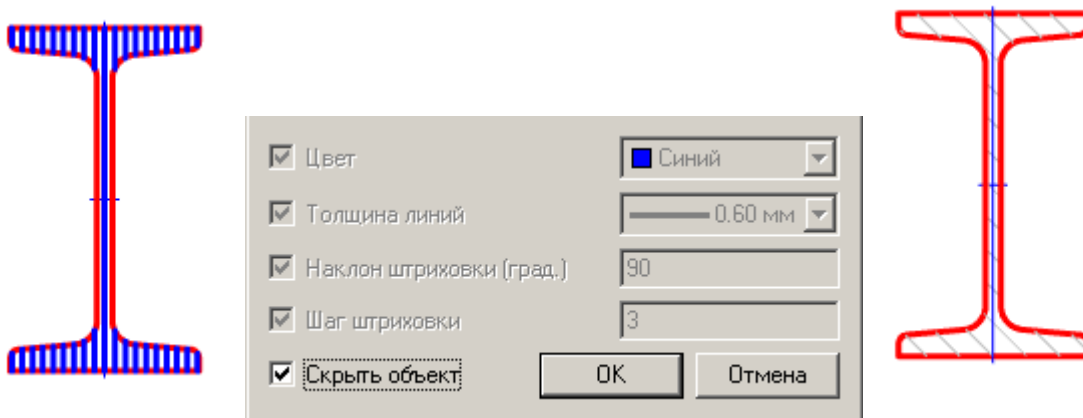 Цвет Синий
Толщина линий 0.60 мм
Наклон штриховки (град.) 90
Шаг штриховки 3
Скрыть объект OK Отмена